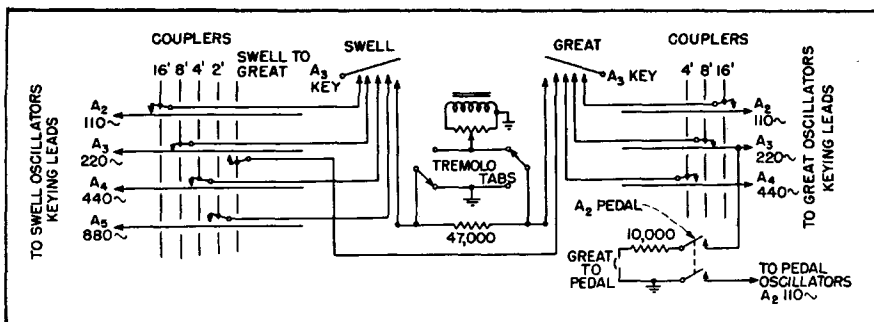 COUPLERS
16' 8' 4' 2'
SWELL TO
GREAT
SWELL
A3
KEY
GREAT
A3 KEY
COUPLERS
4' 8' 16'
TO SWELL OSCILLATORS
KEYING LEADS
A2
110~
A3
220~
A4
440~
A5
880~
TREMOLO
TABS
47,000
A2
110~
A3
220~
A4
440~
TO GREAT OSCILLATORS
KEYING LEADS
A2 PEDAL
10,000
GREAT
TO
PEDAL
TO PEDAL
OSCILLATORS
A2 110~